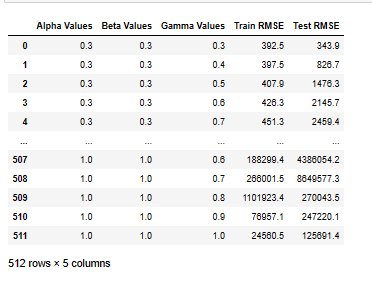 Alpha Values Beta Values Gamma Values Train RMSE Test RMSE
0 0.3 0.3 0.3 392.5 343.9
1 0.3 0.3 0.4 397.5 826.7
2 0.3 0.3 0.5 407.9 1476.3
3 0.3 0.3 0.6 426.3 2145.7
4 0.3 0.3 0.7 451.3 2459.4
... ... ... ... ... ...
507 1.0 1.0 0.6 188299.4 4386054.2
508 1.0 1.0 0.7 266001.5 8649577.3
509 1.0 1.0 0.8 1101923.4 270043.5
510 1.0 1.0 0.9 76957.1 247220.1
511 1.0 1.0 1.0 24560.5 125691.4
512 rows × 5 columns